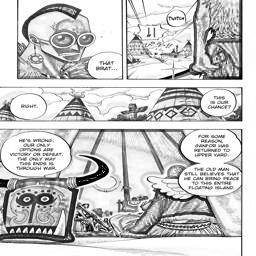 THAT
BRAT...
TWITCH
THIS IS
OUR
CHANCE?
RIGHT.
FOR SOME
REASON,
GANFOR HAS
RETURNED TO
UPPER YARD.
THE OLD MAN
STILL BELIEVES THAT
HE CAN BRING PEACE
TO THIS ENTIRE
FLOATING ISLAND.
HE'S WRONG:
OUR ONLY
OPTIONS ARE
VICTORY OR DEFEAT.
THE ONLY WAY
THIS ENDS IS
THROUGH WAR.